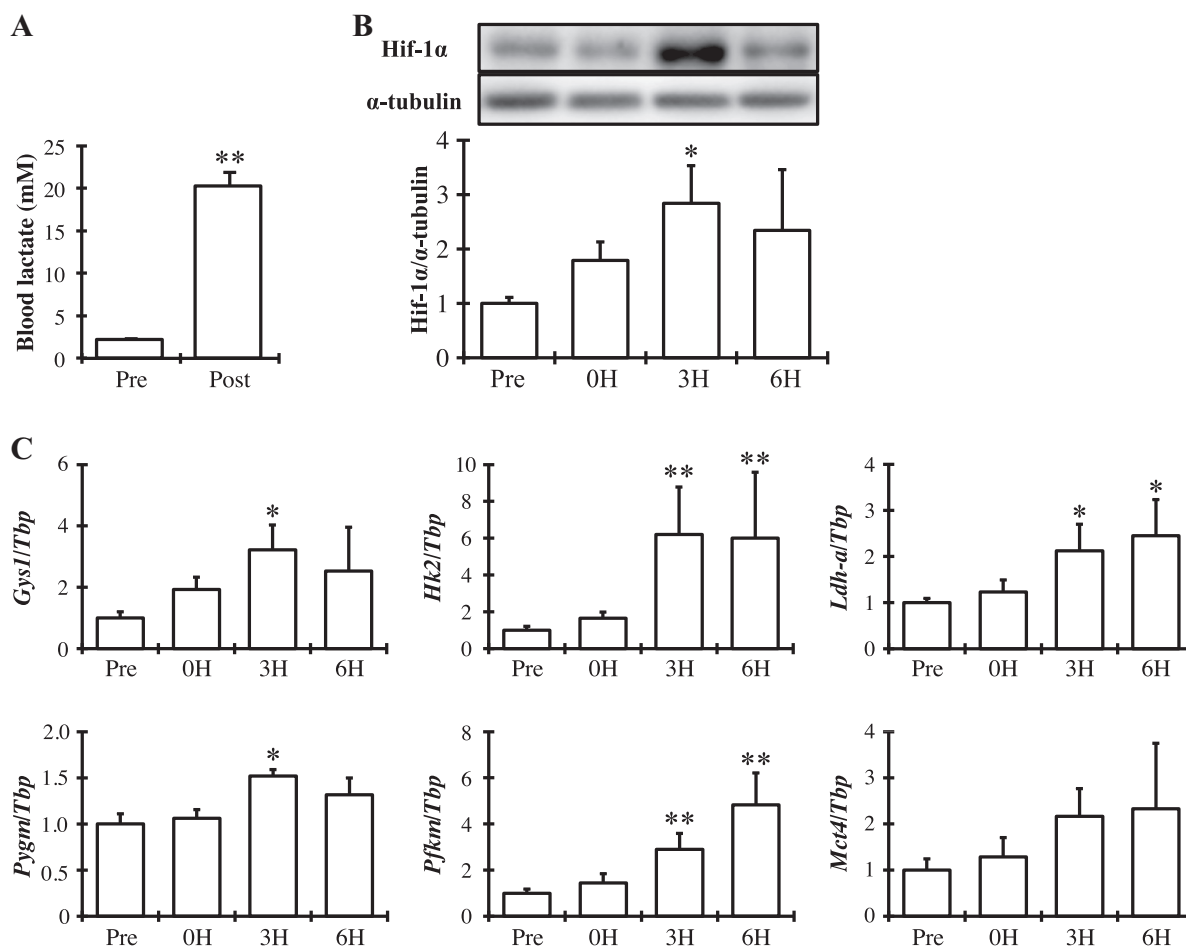 A
Blood lactate (mM)
25
20
15
10
5
0
**
Pre Post
B
Hif-1α
α-tubulin
Hif-1α/α-tubulin
4
3
2
1
0
*
Pre 0H 3H 6H
C
Gys1/Tbp
6
4
2
0
*
Pre 0H 3H 6H
Hk2/Tbp
10
8
6
4
2
0
** **
Pre 0H 3H 6H
Ldh-a/Tbp
4
3
2
1
0
* *
Pre 0H 3H 6H
Pygm/Tbp
2.0
1.5
1.0
0.5
0
*
Pre 0H 3H 6H
Pfkm/Tbp
8
6
4
2
0
** **
Pre 0H 3H 6H
Mct4/Tbp
4
3
2
1
0
Pre 0H 3H 6H